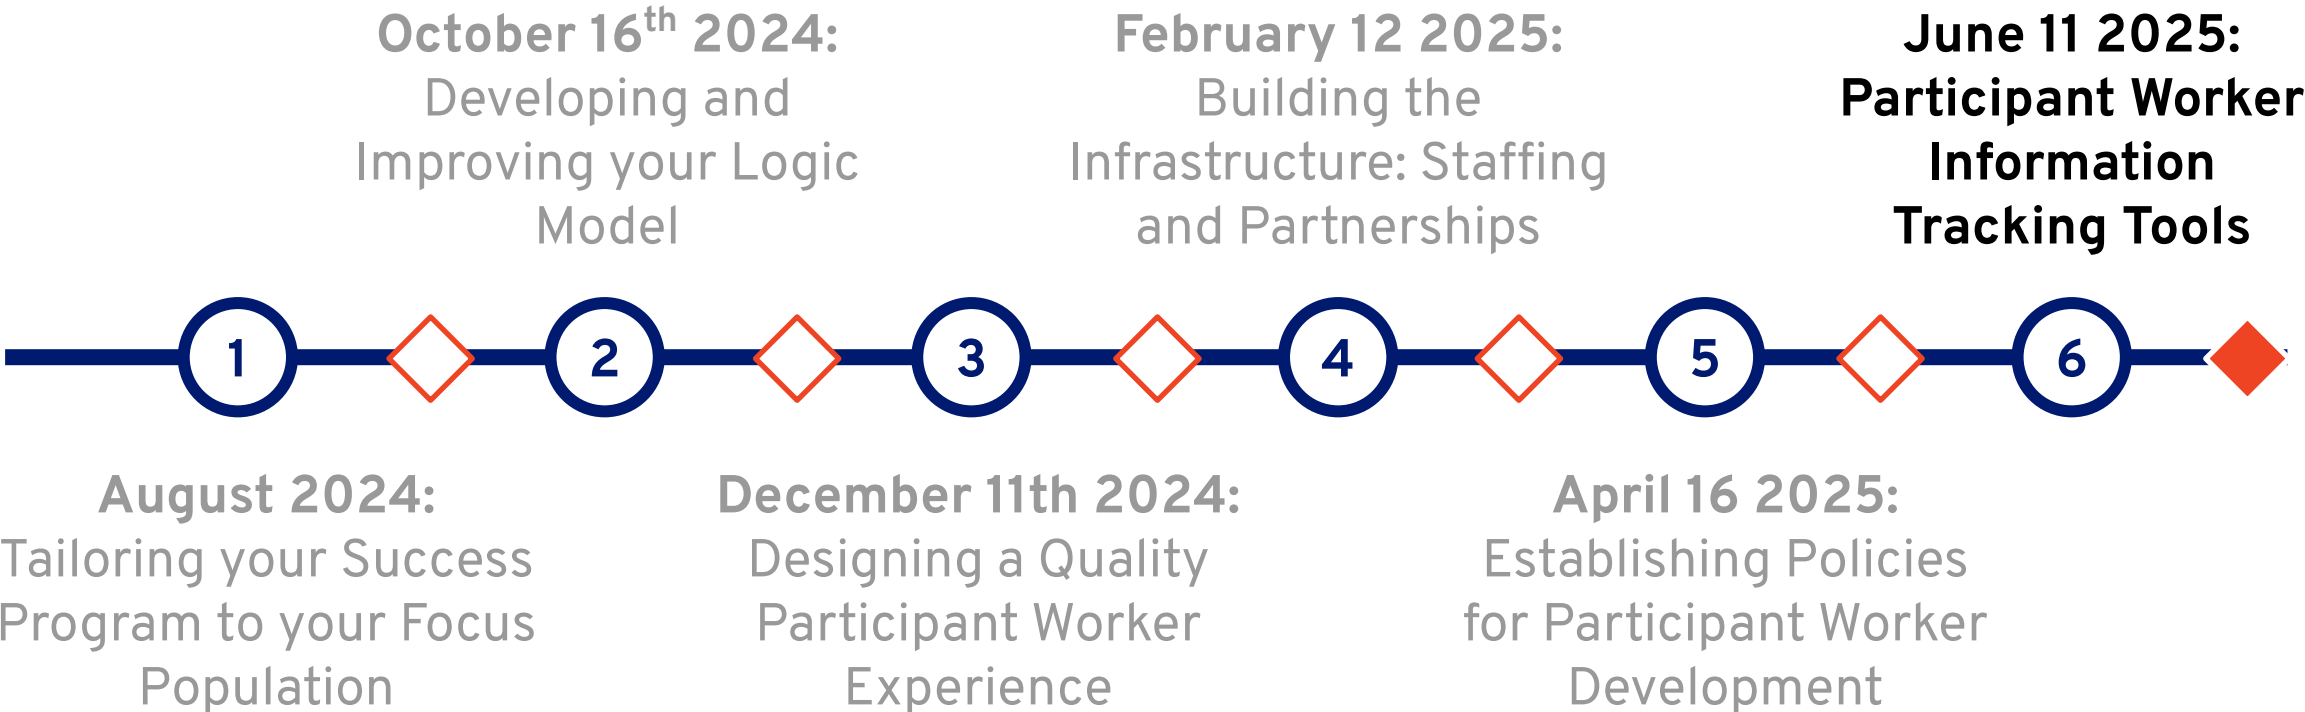 October 16th 2024:
Developing and
Improving your Logic
Model
February 12 2025:
Building the
Infrastructure: Staffing
and Partnerships
June 11 2025:
Participant Worker
Information
Tracking Tools
1
2
3
4
5
6
August 2024:
Tailoring your Success
Program to your Focus
Population
December 11th 2024:
Designing a Quality
Participant Worker
Experience
April 16 2025:
Establishing Policies
for Participant Worker
Development